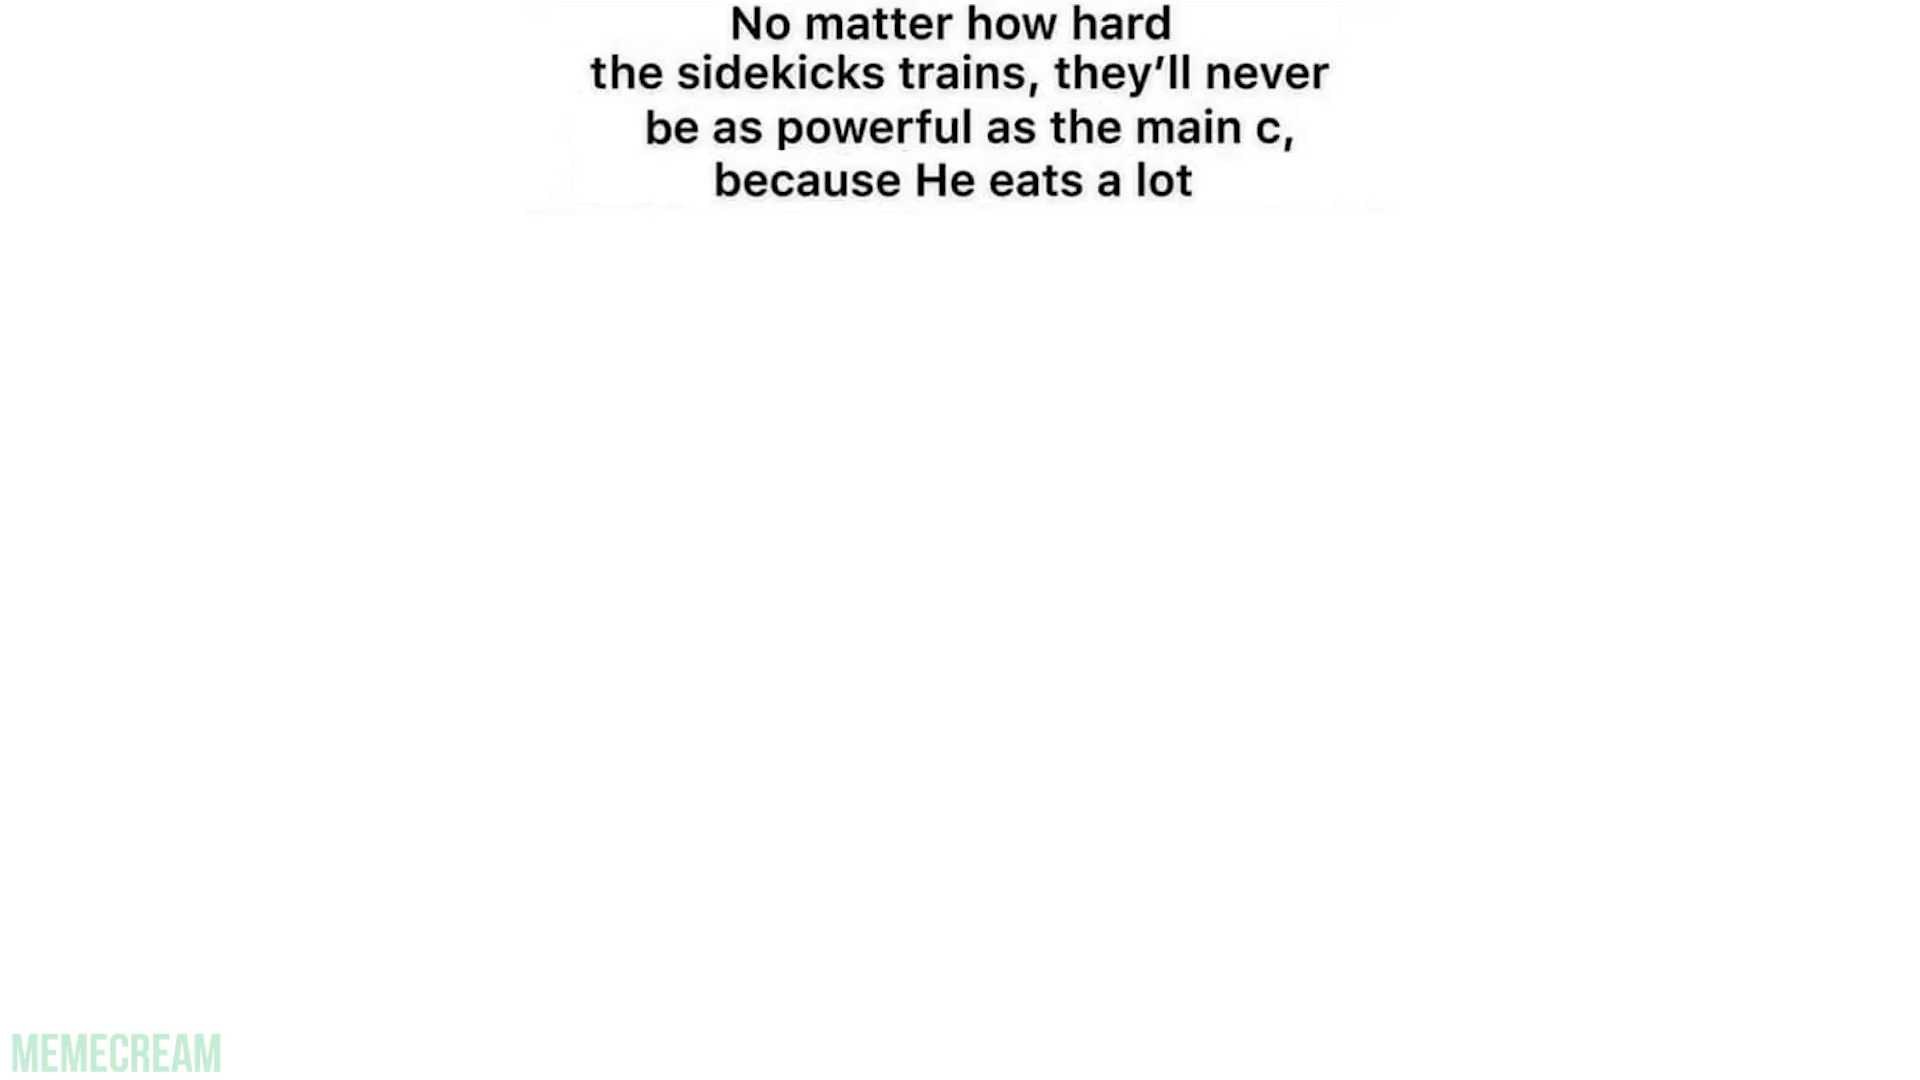 No matter how hard
the sidekicks trains, they’ll never
be as powerful as the main c,
because He eats a lot
MEMECREAM